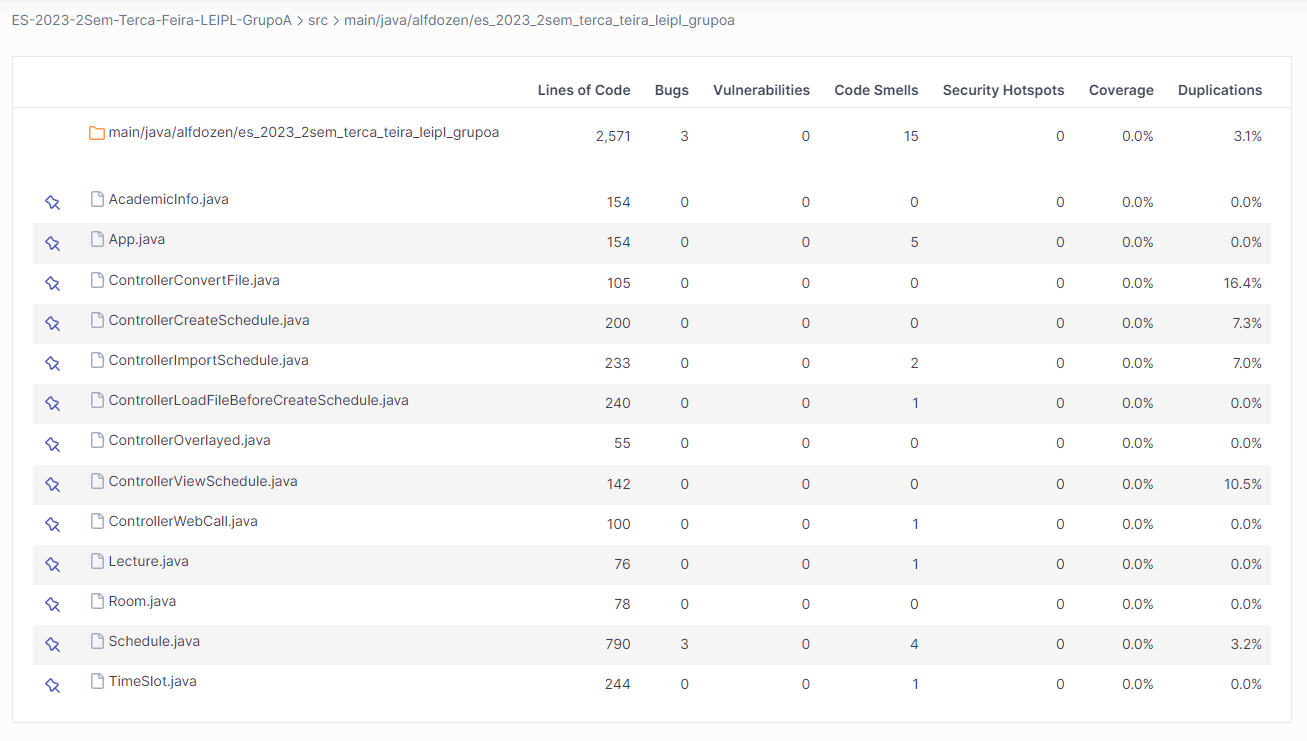 ES-2023-2Sem-Terca-Feira-LEIPL-GrupoA > src > main/java/alfdozen/es_2023_2sem_terca_teira_leipl_grupoa
Lines of Code Bugs Vulnerabilities Code Smells Security Hotspots Coverage Duplications
main/java/alfdozen/es_2023_2sem_terca_teira_leipl_grupoa 2,571 3 0 15 0 0.0% 3.1%
AcademicInfo.java 154 0 0 0 0 0.0% 0.0%
App.java 154 0 0 5 0 0.0% 0.0%
ControllerConvertFile.java 105 0 0 0 0 0.0% 16.4%
ControllerCreateSchedule.java 200 0 0 0 0 0.0% 7.3%
ControllerImportSchedule.java 233 0 0 2 0 0.0% 7.0%
ControllerLoadFileBeforeCreateSchedule.java 240 0 0 1 0 0.0% 0.0%
ControllerOverlayed.java 55 0 0 0 0 0.0% 0.0%
ControllerViewSchedule.java 142 0 0 0 0 0.0% 10.5%
ControllerWebCall.java 100 0 0 1 0 0.0% 0.0%
Lecture.java 76 0 0 1 0 0.0% 0.0%
Room.java 78 0 0 0 0 0.0% 0.0%
Schedule.java 790 3 0 4 0 0.0% 3.2%
TimeSlot.java 244 0 0 1 0 0.0% 0.0%